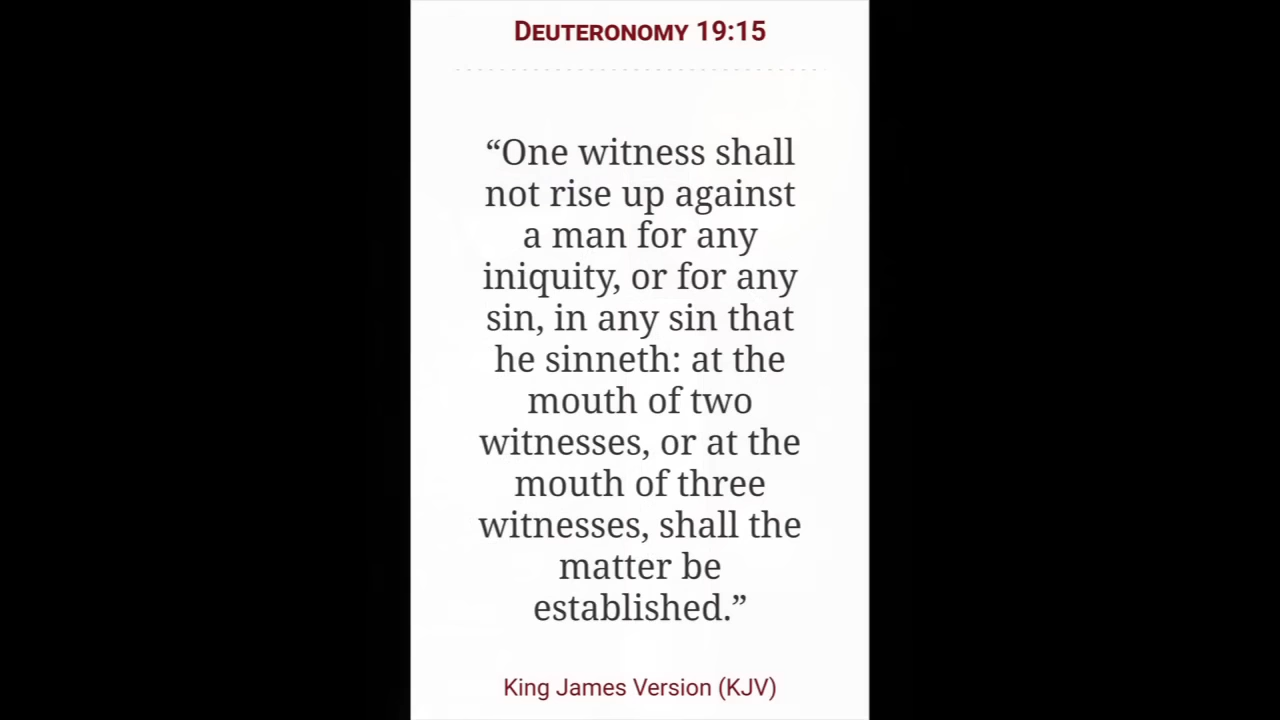 DEUTERONOMY 19:15
“One witness shall
not rise up against
a man for any
iniquity, or for any
sin, in any sin that
he sinneth: at the
mouth of two
witnesses, or at the
mouth of three
witnesses, shall the
matter be
established.”
King James Version (KJV)